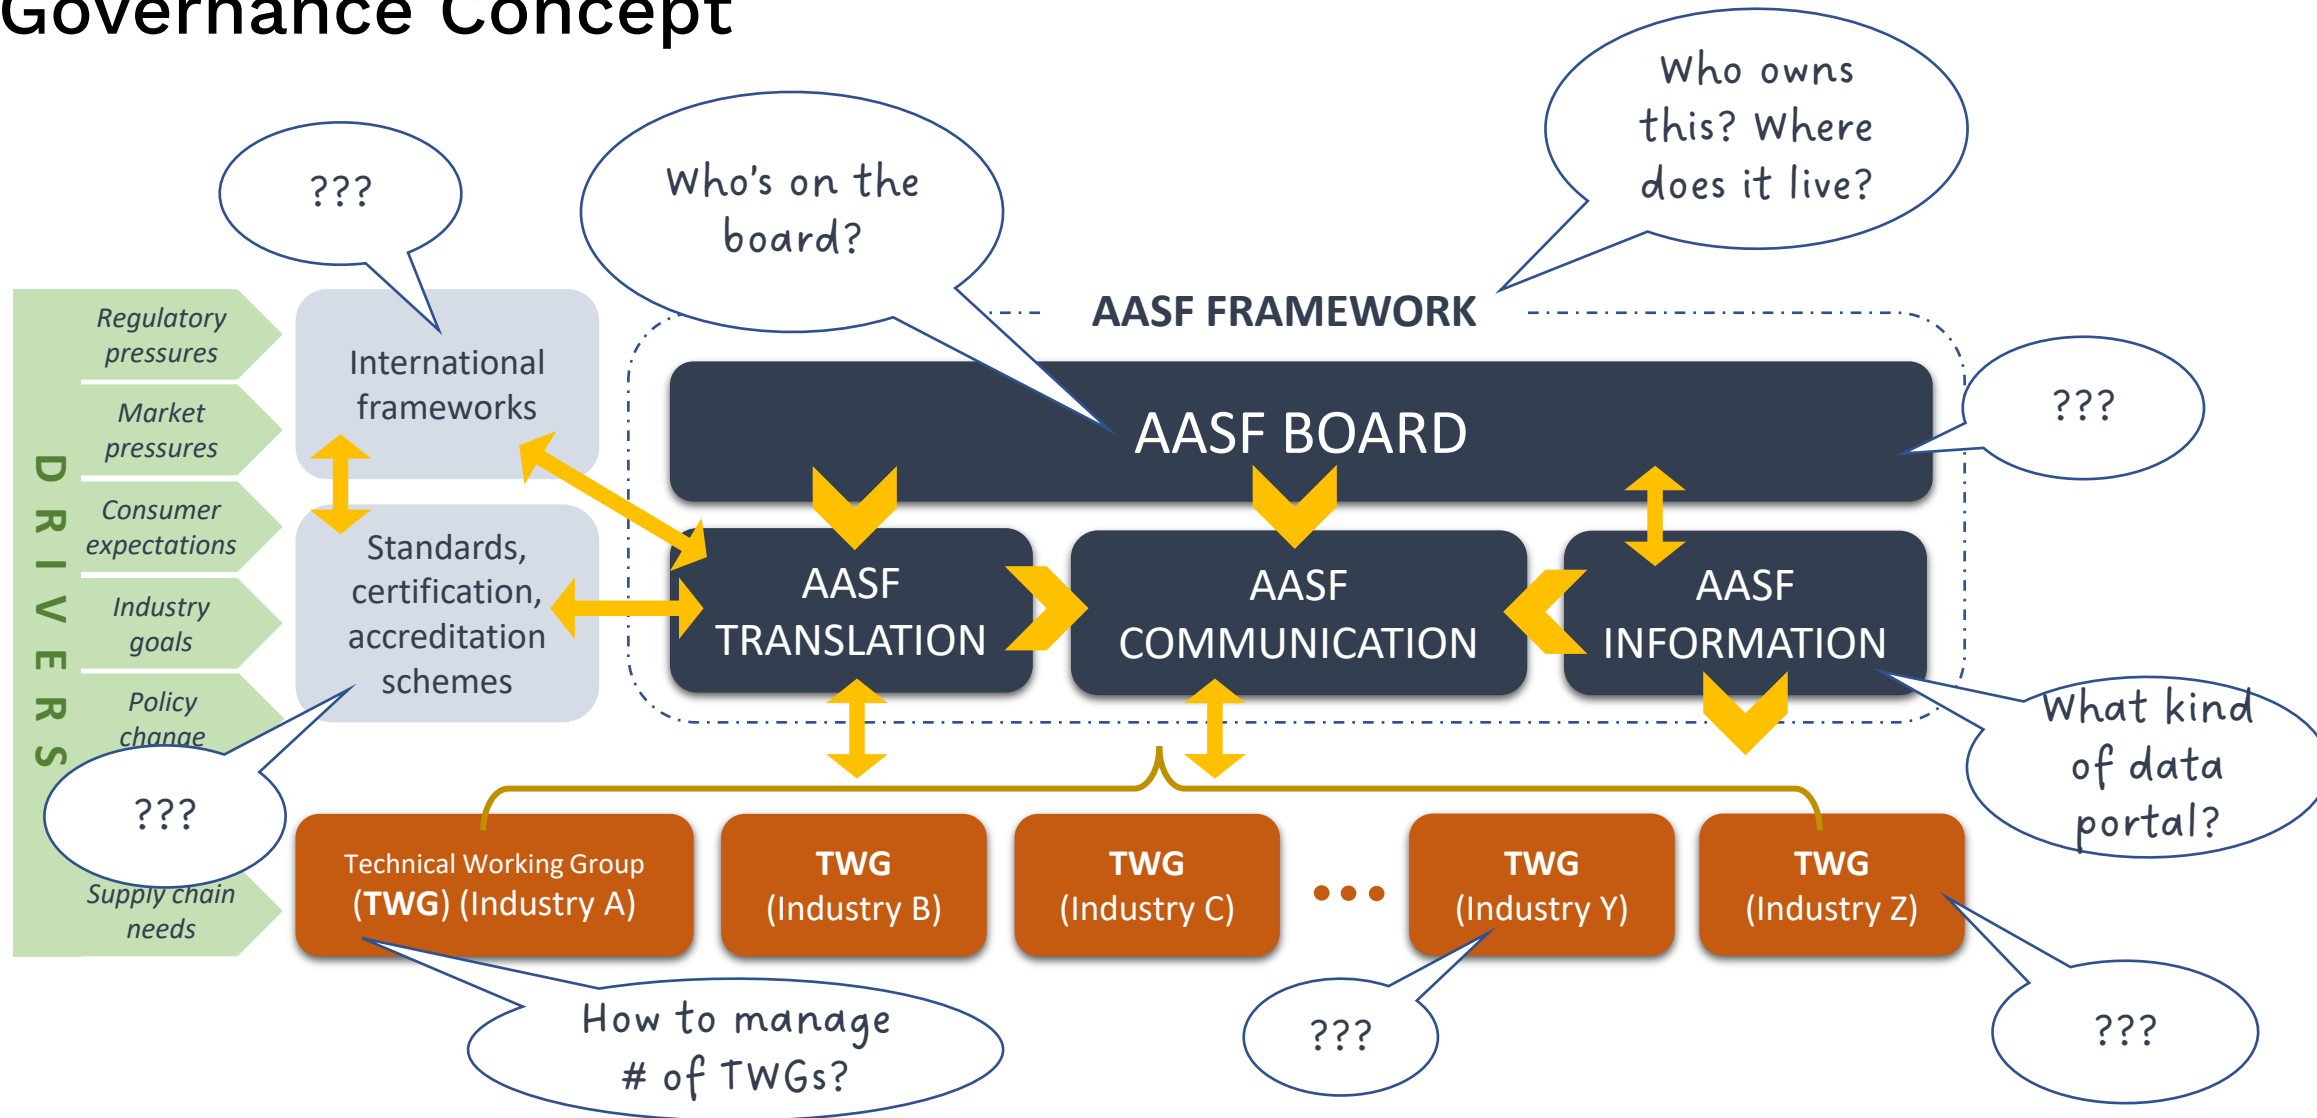 Governance Concept
Who owns
this? Where
does it live?
Who's on the
board?
???
AASF FRAMEWORK
D R I V E R S
Regulatory
pressures
Market
pressures
Consumer
expectations
Industry
goals
Policy
change
Supply chain
needs
International
frameworks
Standards,
certification,
accreditation
schemes
???
AASF BOARD
???
AASF
TRANSLATION
AASF
COMMUNICATION
AASF
INFORMATION
What kind
of data
portal?
Technical Working Group
(TWG) (Industry A)
TWG
(Industry B)
TWG
(Industry C)
•••
TWG
(Industry Y)
TWG
(Industry Z)
How to manage
# of TWGs?
???
???